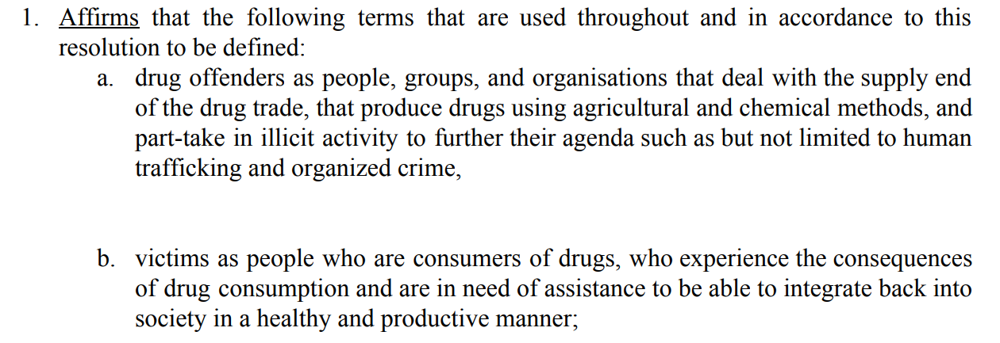 1. Affirms that the following terms that are used throughout and in accordance to this
resolution to be defined:
a. drug offenders as people, groups, and organisations that deal with the supply end
of the drug trade, that produce drugs using agricultural and chemical methods, and
part-take in illicit activity to further their agenda such as but not limited to human
trafficking and organized crime,
b. victims as people who are consumers of drugs, who experience the consequences
of drug consumption and are in need of assistance to be able to integrate back into
society in a healthy and productive manner;